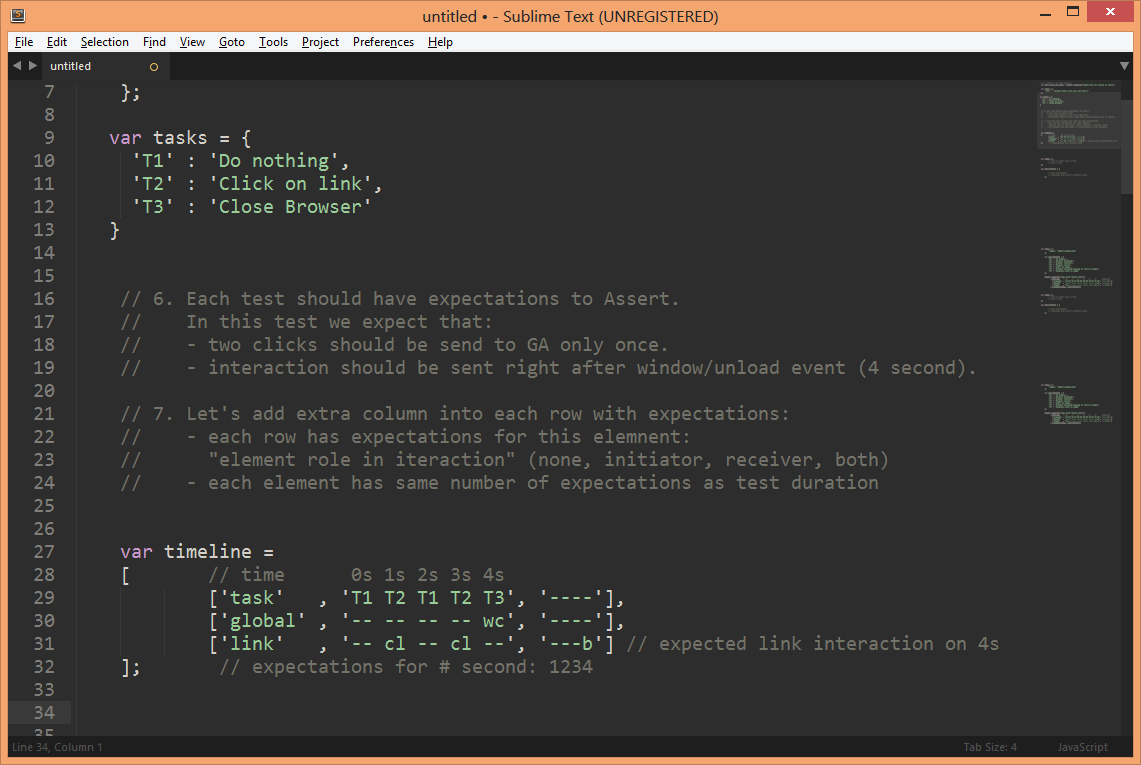 untitled • - Sublime Text (UNREGISTERED)
File Edit Selection Find View Goto Tools Project Preferences Help
untitled
7 };
8
9 var tasks = {
10 'T1' : 'Do nothing',
11 'T2' : 'Click on link',
12 'T3' : 'Close Browser'
13 }
14
15
16 // 6. Each test should have expectations to Assert.
17 // In this test we expect that:
18 // - two clicks should be send to GA only once.
19 // - interaction should be sent right after window/unload event (4 second).
20
21 // 7. Let's add extra column into each row with expectations:
22 // - each row has expectations for this elemnent:
23 // "element role in iteraction" (none, initiator, receiver, both)
24 // - each element has same number of expectations as test duration
25
26
27 var timeline =
28 [ // time 0s 1s 2s 3s 4s
29 ['task' , 'T1 T2 T1 T2 T3', '----'],
30 ['global' , '-- -- -- -- wc', '----'],
31 ['link' , '-- cl -- cl --', '---b'] // expected link interaction on 4s
32 ]; // expectations for # second: 1234
33
34
35
Line 34, Column 1 Tab Size: 4 JavaScript